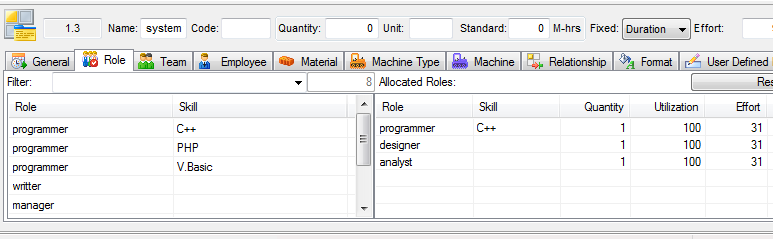 1.3 Name: system Code: Quantity: 0 Unit: Standard: 0 M-hrs Fixed: Duration Effort:
General Role Team Employee Material Machine Type Machine Relationship Format User Defined
Filter: 8 Allocated Roles: Res
Role Skill Role Skill Quantity Utilization Effort
programmer C++ programmer C++ 1 100 31
programmer PHP designer 1 100 31
programmer V.Basic analyst 1 100 31
writter
manager